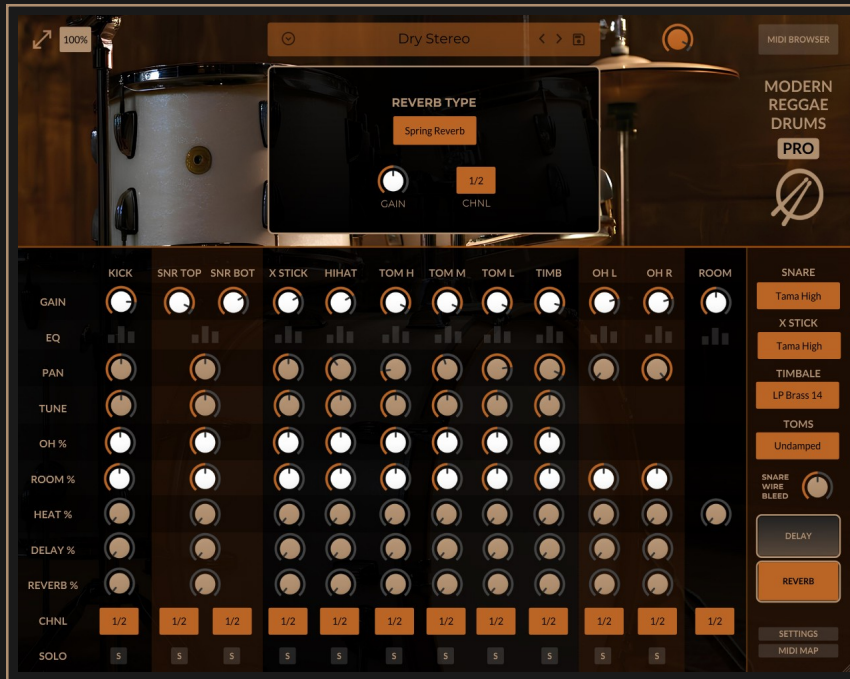 100%
Dry Stereo
MIDI BROWSER
MODERN
REGGAE
DRUMS
PRO
REVERB TYPE
Spring Reverb
1/2
GAIN CHNL
KICK SNR TOP SNR BOT X STICK HIHAT TOM H TOM M TOM L TIMB OH L OH R ROOM
GAIN
EQ
PAN
TUNE
OH %
ROOM %
HEAT %
DELAY %
REVERB %
CHNL 1/2 1/2 1/2 1/2 1/2 1/2 1/2 1/2 1/2 1/2 1/2 1/2
SOLO S S S S S S S S S S S
SNARE
Tama High
X STICK
Tama High
TIMBALE
LP Brass 14
TOMS
Undamped
SNARE
WIRE
BLEED
DELAY
REVERB
SETTINGS
MIDI MAP